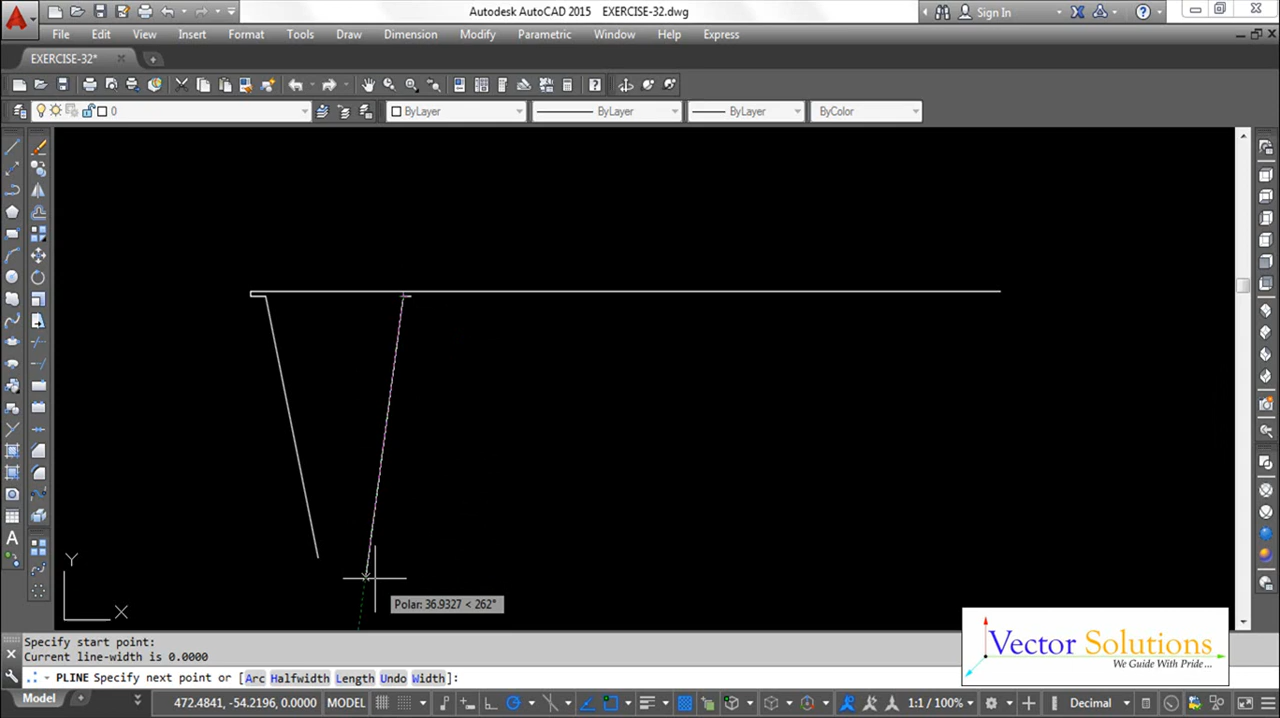 Autodesk AutoCAD 2015 EXERCISE-32.dwg
Sign In
File Edit View Insert Format Tools Draw Dimension Modify Parametric Window Help Express
EXERCISE-32*
0 ByLayer ByLayer ByLayer ByColor
Y
X
Polar: 36.9327 < 262°
Specify start point:
Current line-width is 0.0000
PLINE Specify next point or [Arc Halfwidth Length Undo Width]:
Vector Solutions
We Guide With Pride...
Model 472.4841, -54.2196, 0.0000 MODEL 1:1 / 100% Decimal